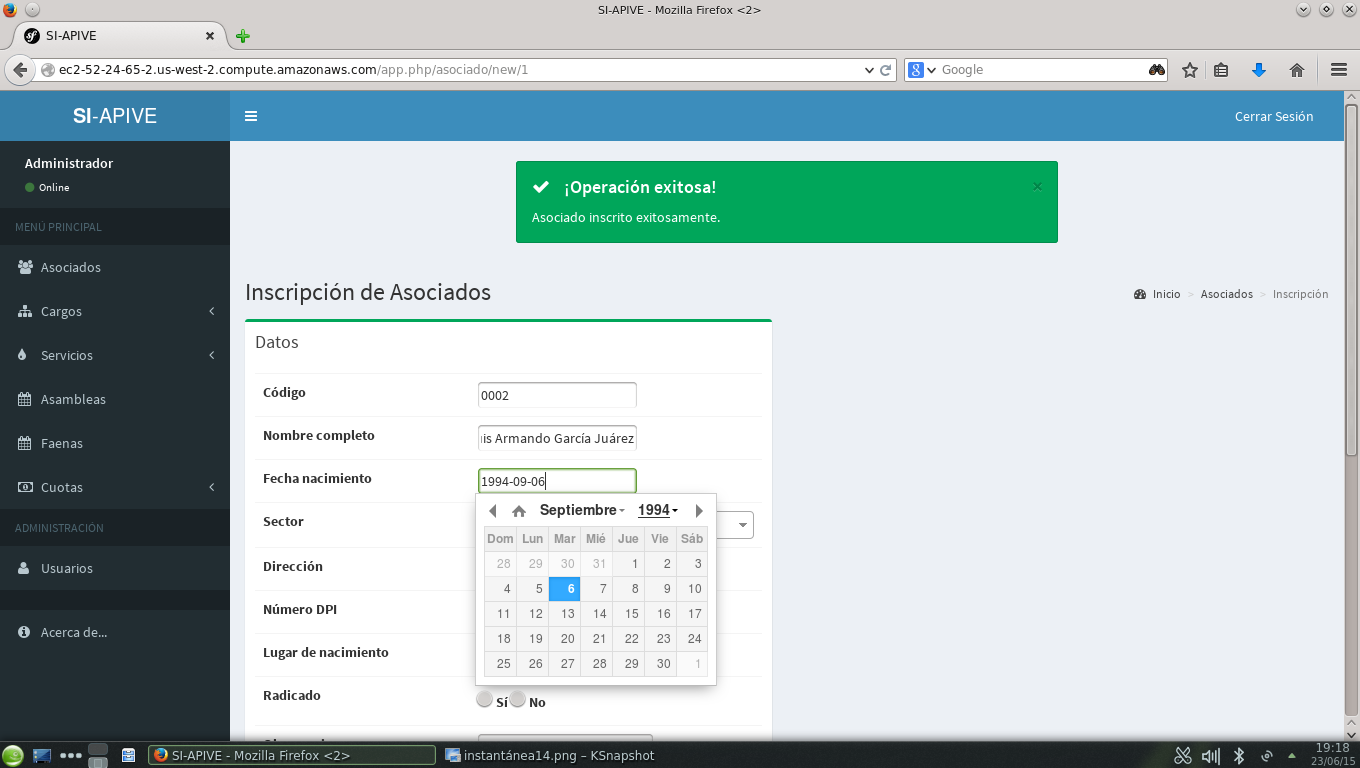 SI-APIVE - Mozilla Firefox <2>
SI-APIVE
ec2-52-24-65-2.us-west-2.compute.amazonaws.com/app.php/asociado/new/1
Google
SI-APIVE
Cerrar Sesión
Administrador
Online
MENÚ PRINCIPAL
Asociados
Cargos
Servicios
Asambleas
Faenas
Cuotas
ADMINISTRACIÓN
Usuarios
Acerca de...
¡Operación exitosa!
×
Asociado inscrito exitosamente.
Inscripción de Asociados
Inicio > Asociados > Inscripción
Datos
Código 0002
Nombre completo Armando García Juárez
Fecha nacimiento 1994-09-06
Sector
Dirección
Número DPI
Lugar de nacimiento
Radicado Sí No
Septiembre 1994
Dom Lun Mar Mié Jue Vie Sáb
28 29 30 31 1 2 3
4 5 6 7 8 9 10
11 12 13 14 15 16 17
18 19 20 21 22 23 24
25 26 27 28 29 30 1
SI-APIVE - Mozilla Firefox <2>
instantánea14.png – KSnapshot
19:18
23/06/15